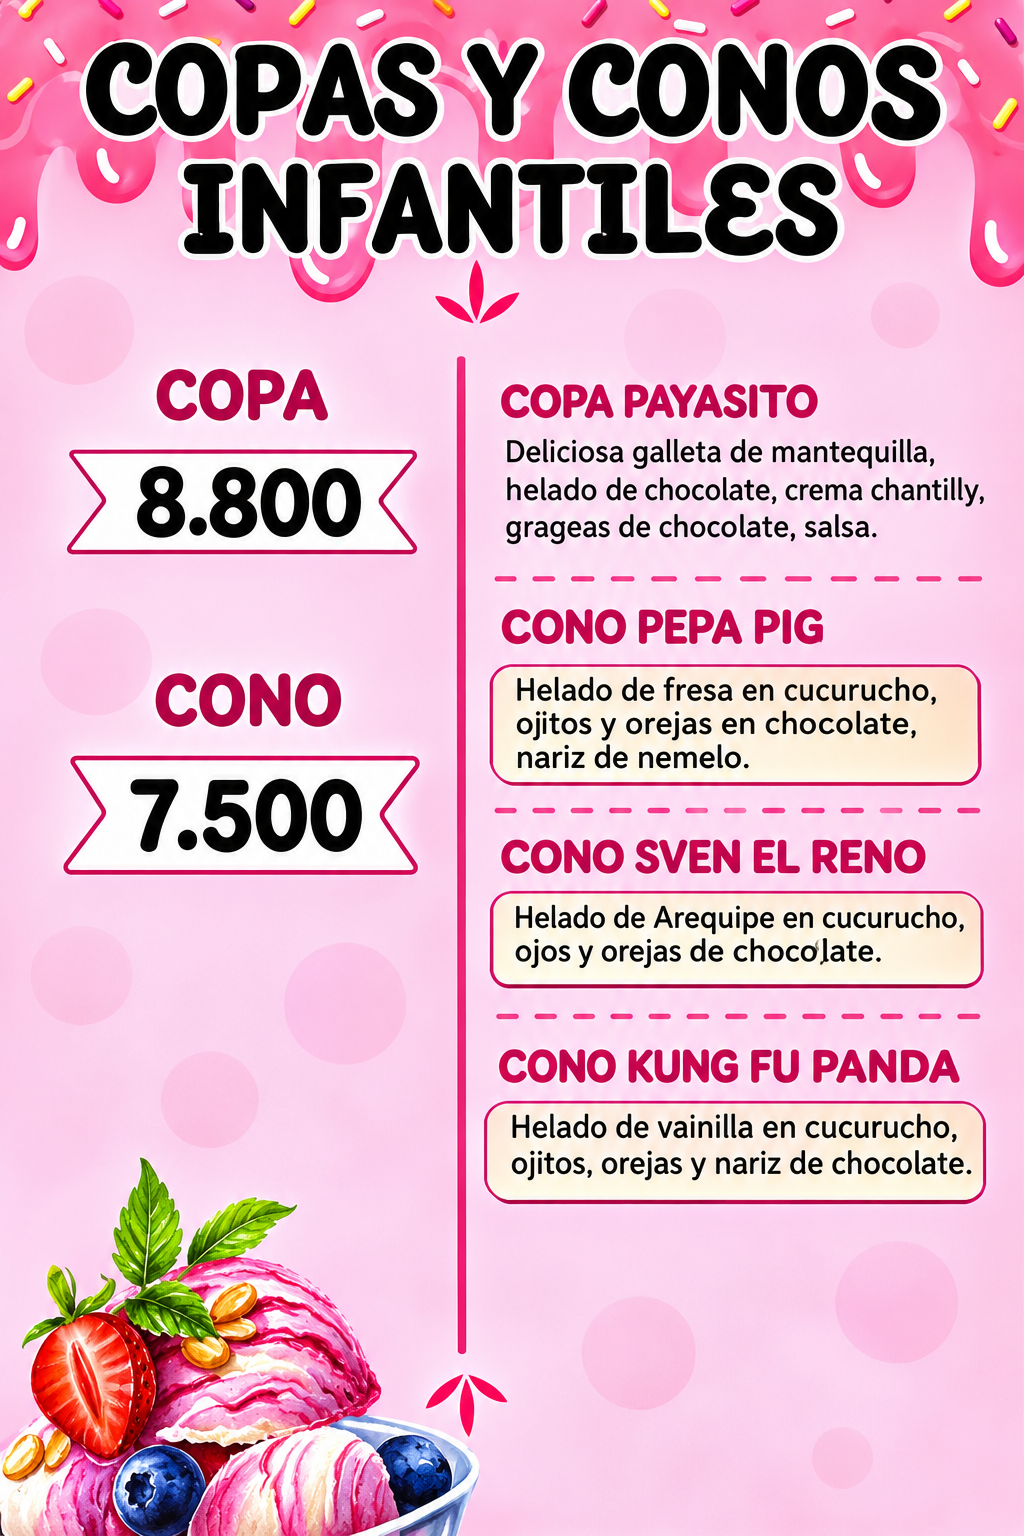 COPAS Y CONOS
INFANTILES
COPA
8.800
CONO
7.500
COPA PAYASITO
Deliciosa galleta de mantequilla,
helado de chocolate, crema chantilly,
grageas de chocolate, salsa.
CONO PEPA PIG
Helado de fresa en cucurucho,
ojitos y orejas en chocolate,
nariz de nemelo.
CONO SVEN EL RENO
Helado de Arequipe en cucurucho,
ojos y orejas de chocolate.
CONO KUNG FU PANDA
Helado de vainilla en cucurucho,
ojitos, orejas y nariz de chocolate.